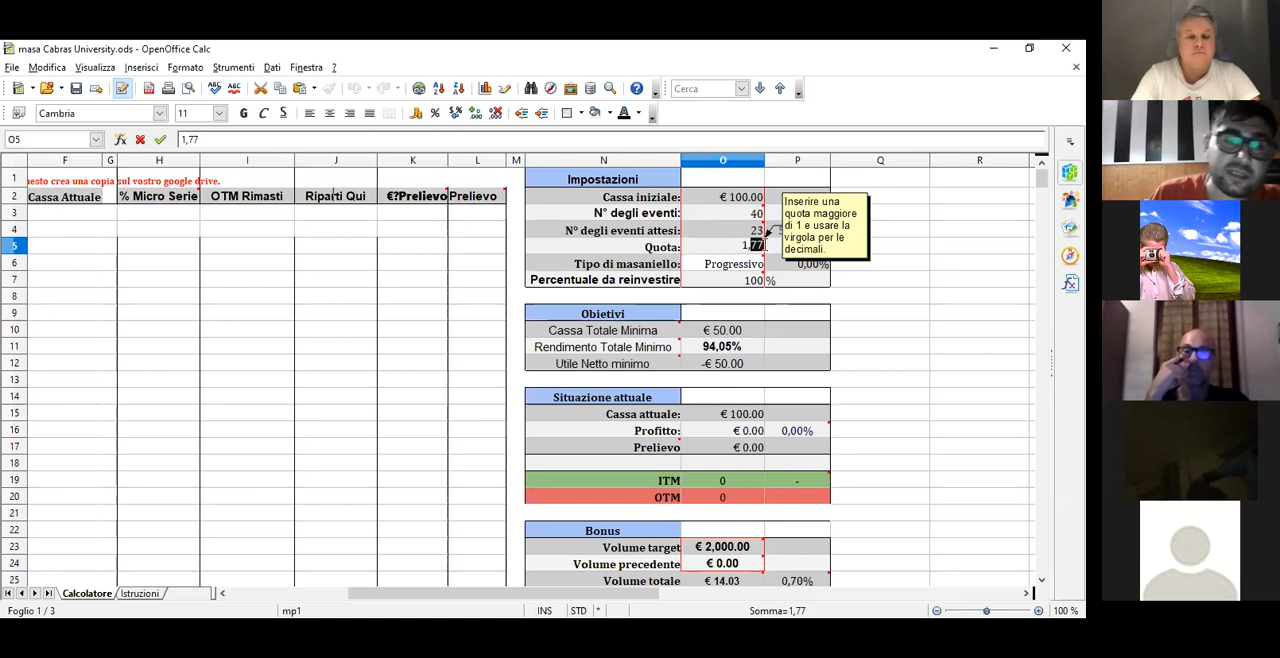 masa Cabras University.ods - OpenOffice Calc
File Modifica Visualizza Inserisci Formato Strumenti Dati Finestra ?
Cerca
Cambria 11 G C S
O5 1,77
F G H I J K L M N O P Q R
1 esto crea una copia sul vostro google drive. Impostazioni
2 Cassa Attuale % Micro Serie OTM Rimasti Riparti Qui €?Prelievo Prelievo Cassa iniziale: € 100.00
3 N° degli eventi: 40
4 N° degli eventi attesi: 23
5 Quota: 1,77
6 Tipo di masaniello: Progressivo 0,00%
7 Percentuale da reinvestire 100 %
Inserire una
quota maggiore
di 1 e usare la
virgola per le
decimali.
8
9 Obietivi
10 Cassa Totale Minima € 50.00
11 Rendimento Totale Minimo 94,05%
12 Utile Netto minimo -€ 50.00
13
14 Situazione attuale
15 Cassa attuale: € 100.00
16 Profitto: € 0.00 0,00%
17 Prelievo € 0.00
18
19 ITM 0 -
20 OTM 0
21
22 Bonus
23 Volume target € 2,000.00
24 Volume precedente € 0.00
25 Volume totale € 14.03 0,70%
Calcolatore Istruzioni
Foglio 1 / 3 mp1 INS STD * Somma=1,77 100 %